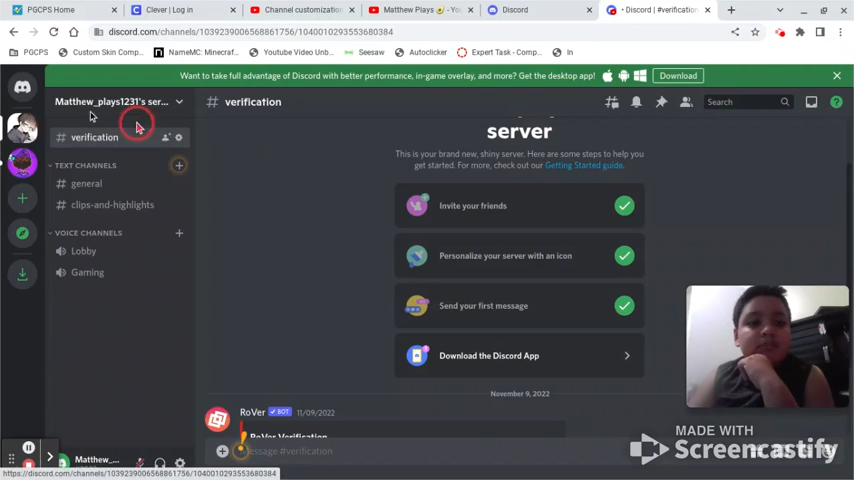 PGCPS Home
Clever | Log in
Channel customization
Matthew Plays
Discord
• Discord | #verification
discord.com/channels/1039239006568861756/1040010293553680384
PGCPS
Custom Skin Comp...
NameMC: Minecraf...
Youtube Video Unb...
Seesaw
Autoclicker
Expert Task - Comp...
In
Want to take full advantage of Discord with better performance, in-game overlay, and more? Get the desktop app!
Download
Matthew_plays1231's ser...
# verification
Search
# verification
TEXT CHANNELS
# general
# clips-and-highlights
VOICE CHANNELS
Lobby
Gaming
server
This is your brand new, shiny server. Here are some steps to help you
get started. For more, check out our Getting Started guide.
Invite your friends
Personalize your server with an icon
Send your first message
Download the Discord App
November 9, 2022
RoVer BOT 11/09/2022
RoVer Verification
essage #verification
Matthew_...
https://discord.com/channels/1039239006568861756/1040010293553680384
MADE WITH
Screencastify